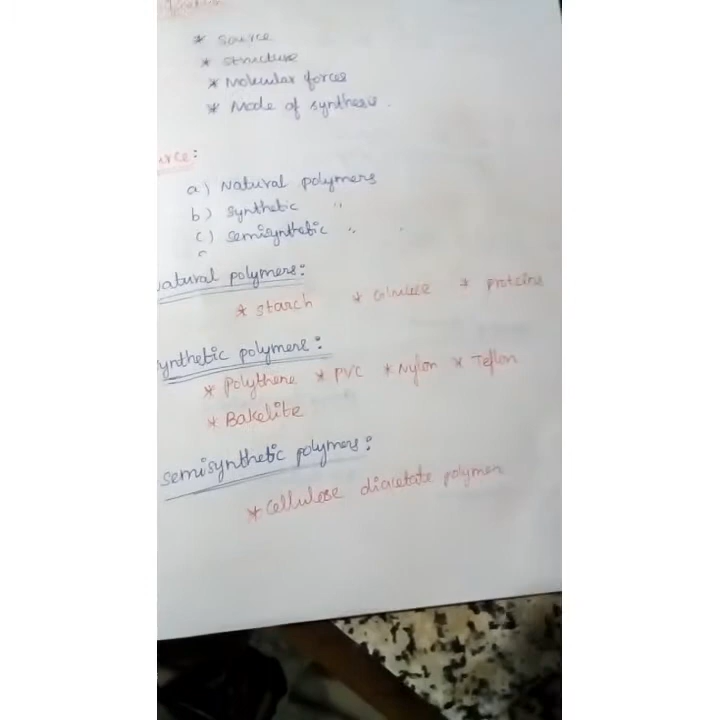 * source
* structure
* Molecular forces
* Mode of synthesis.
urce:
a) Natural polymers
b) synthetic "
c) semisynthetic "
atural polymers:
* starch * * proteins
ynthetic polymers:
* Polythene * PVC * Nylon * Teflon
* Bakelite
semisynthetic polymers:
* Cellulose diacetate polymer